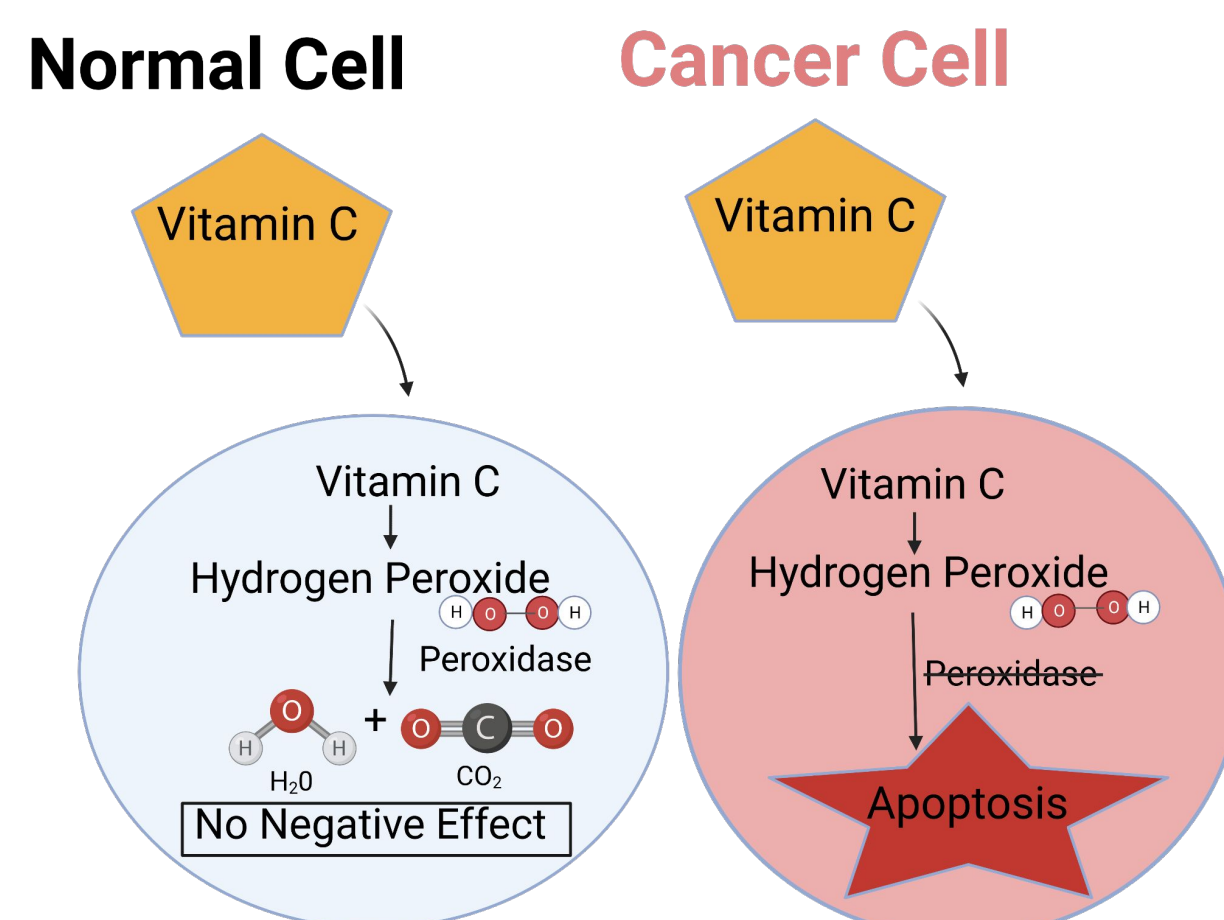 Normal Cell
Cancer Cell
Vitamin C
Vitamin C
Vitamin C
Hydrogen Peroxide
H O O H
Peroxidase
O
H H
+
O C O
H₂0
CO₂
No Negative Effect
Vitamin C
Hydrogen Peroxide
H O O H
Peroxidase
Apoptosis